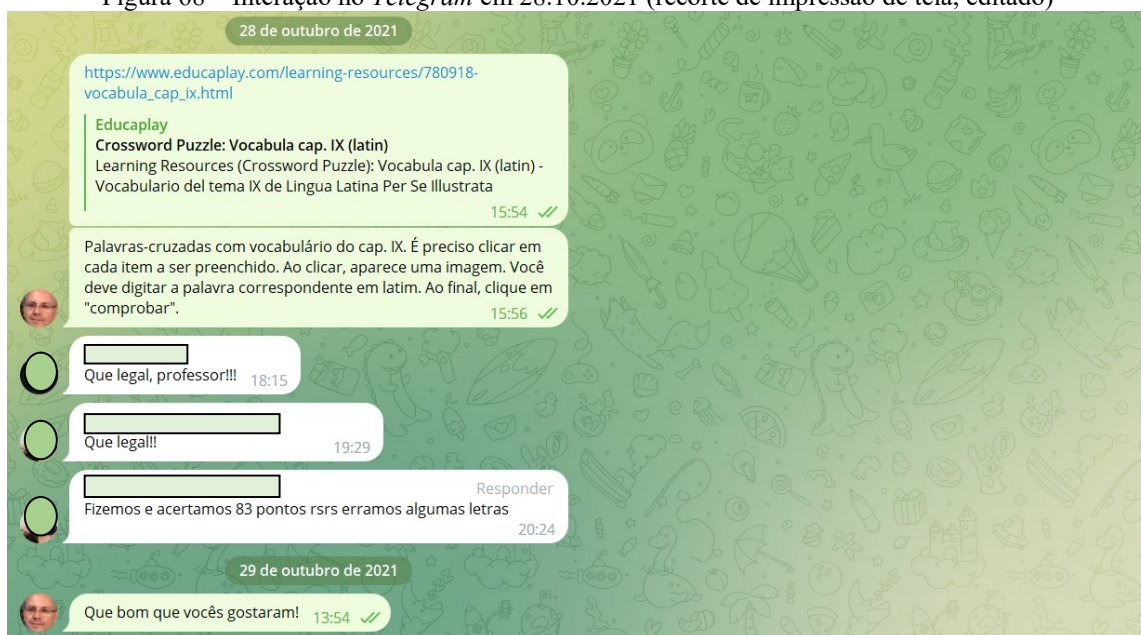 Figura 08 – Interação no Telegram em 28.10.2021 (recorte de impressão de tela, editado)
28 de outubro de 2021
https://www.educaplay.com/learning-resources/780918-
vocabula_cap_ix.html
Educaplay
Crossword Puzzle: Vocabula cap. IX (latin)
Learning Resources (Crossword Puzzle): Vocabula cap. IX (latin) -
Vocabulario del tema IX de Lingua Latina Per Se Illustrata
15:54
Palavras-cruzadas com vocabulário do cap. IX. É preciso clicar em
cada item a ser preenchido. Ao clicar, aparece uma imagem. Você
deve digitar a palavra correspondente em latim. Ao final, clique em
"comprobar".
15:56
Que legal, professor!!! 18:15
Que legal!! 19:29
Responder
Fizemos e acertamos 83 pontos rsrs erramos algumas letras
20:24
29 de outubro de 2021
Que bom que vocês gostaram! 13:54